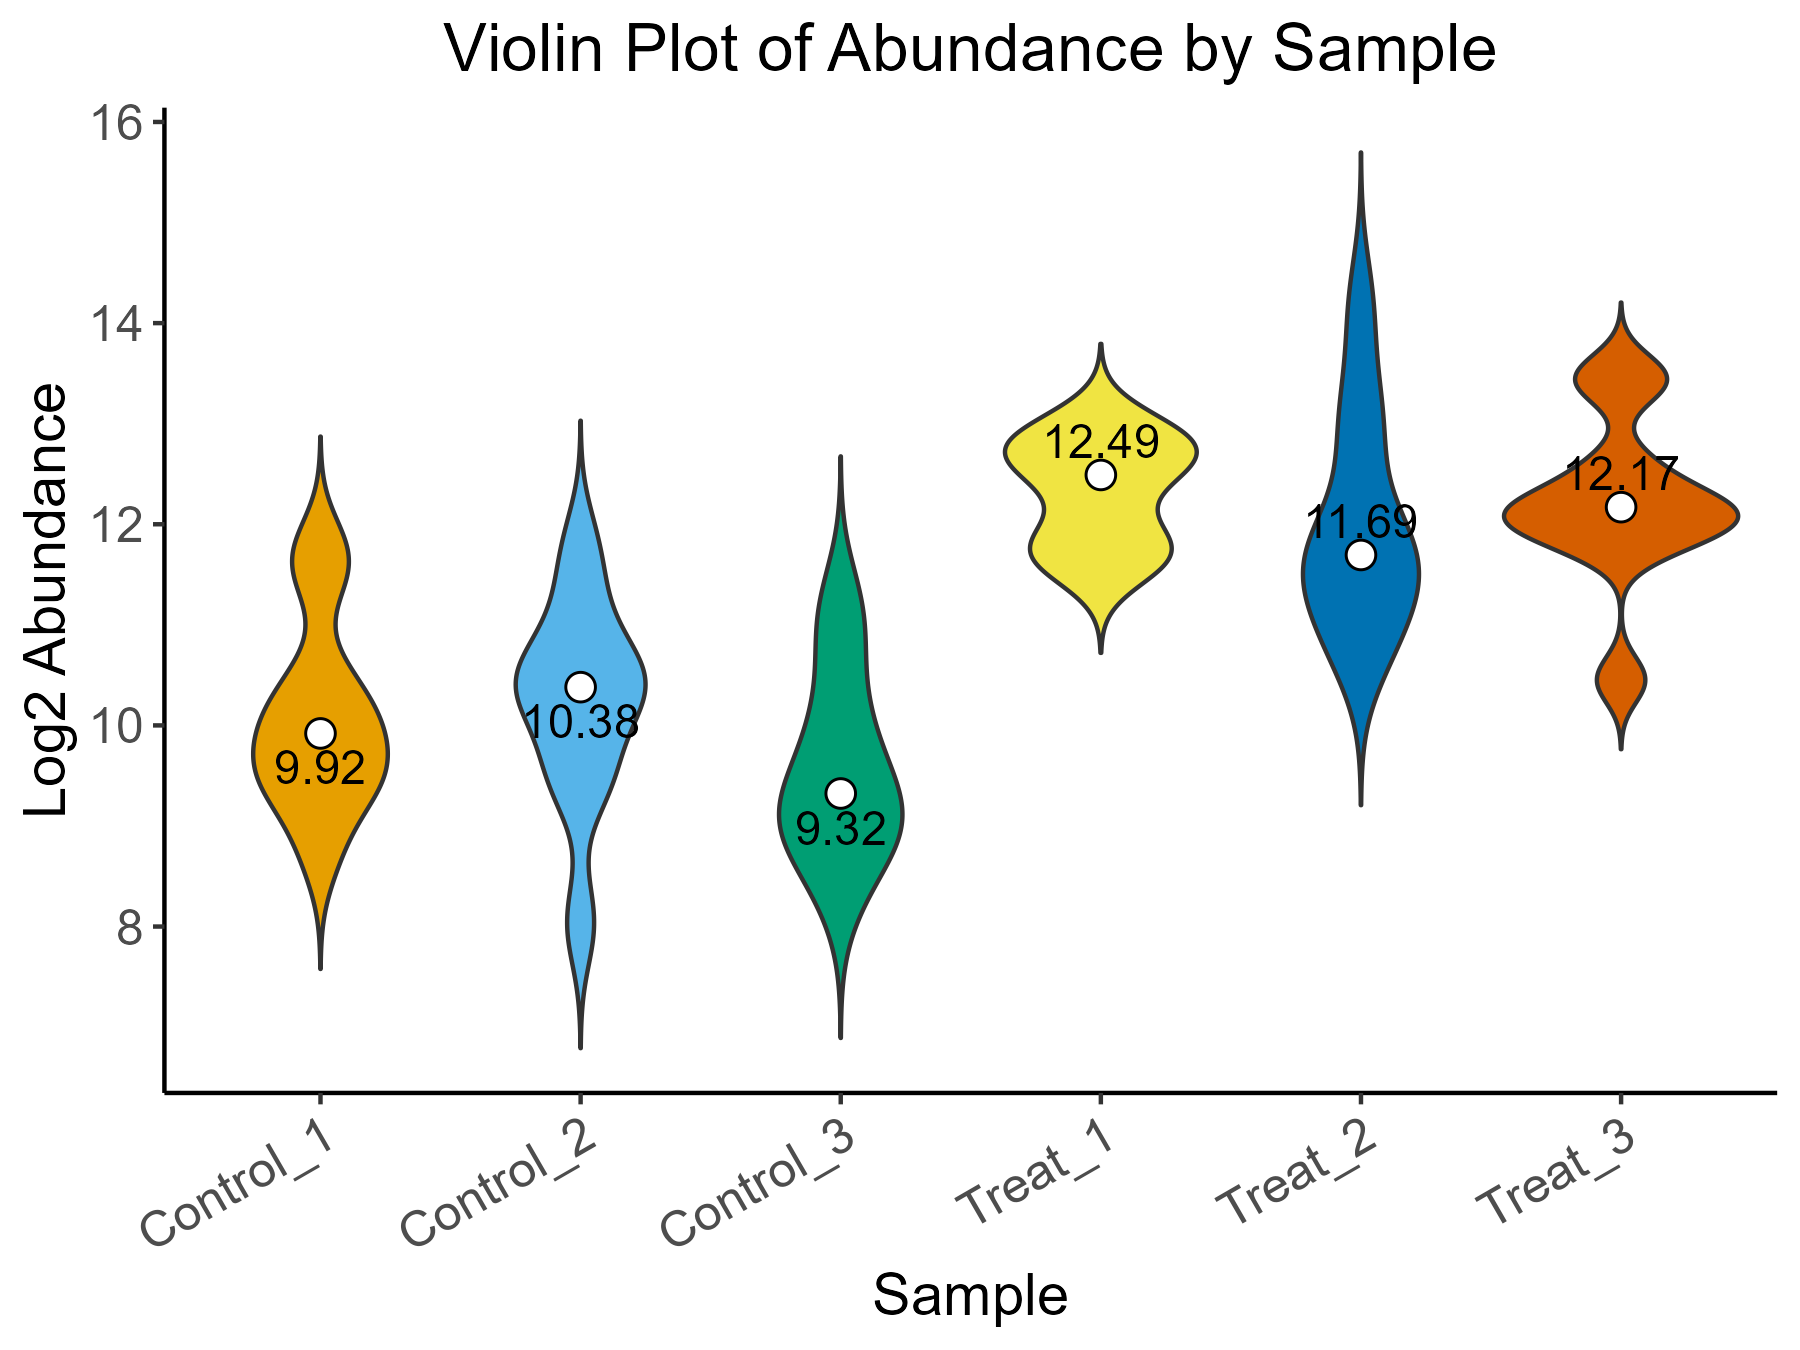 Violin Plot of Abundance by Sample
Log2 Abundance
16
14
12
10
8
9.92
10.38
9.32
12.49
11.69
12.17
Control_1
Control_2
Control_3
Treat_1
Treat_2
Treat_3
Sample